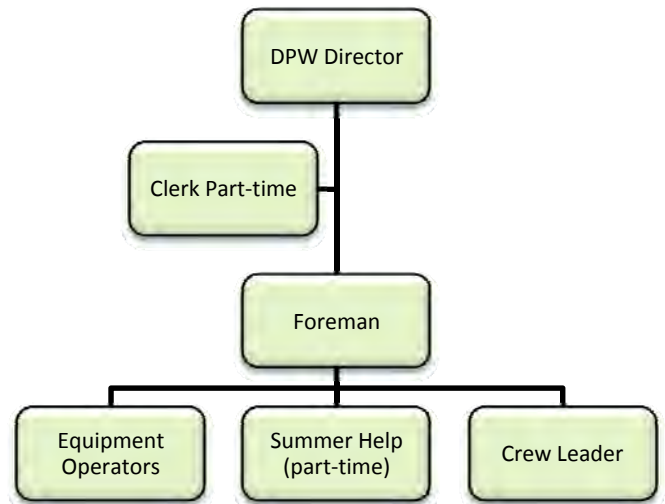 DPW Director
Clerk Part-time
Foreman
Equipment
Operators
Summer Help
(part-time)
Crew Leader